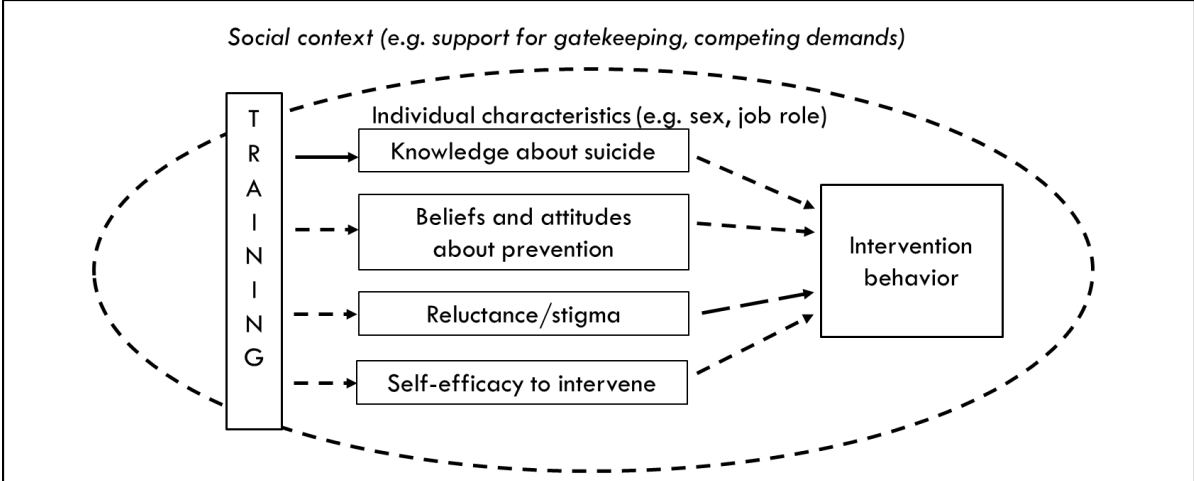 Social context (e.g. support for gatekeeping, competing demands)
TRAINING
Individual characteristics (e.g. sex, job role)
Knowledge about suicide
Beliefs and attitudes
about prevention
Reluctance/stigma
Self-efficacy to intervene
Intervention
behavior